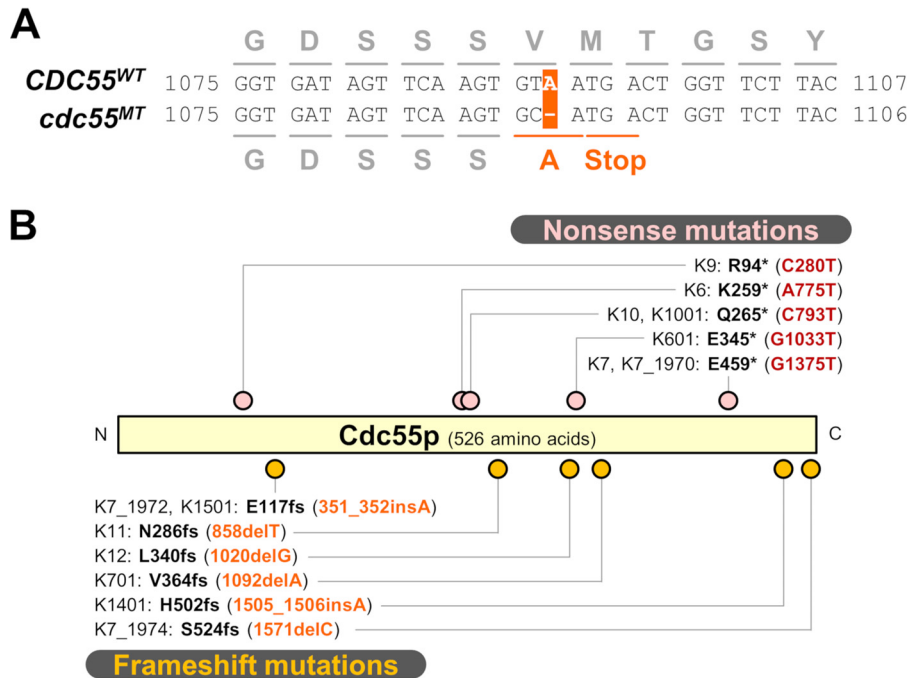 A
G D S S S V M T G S Y
CDC55WT 1075 GGT GAT AGT TCA AGT GTA ATG ACT GGT TCT TAC 1107
cdc55MT 1075 GGT GAT AGT TCA AGT GC– ATG ACT GGT TCT TAC 1106
G D S S S A Stop
B
Nonsense mutations
K9: R94* (C280T)
K6: K259* (A775T)
K10, K1001: Q265* (C793T)
K601: E345* (G1033T)
K7, K7_1970: E459* (G1375T)
N Cdc55p (526 amino acids) C
K7_1972, K1501: E117fs (351_352insA)
K11: N286fs (858delT)
K12: L340fs (1020delG)
K701: V364fs (1092delA)
K1401: H502fs (1505_1506insA)
K7_1974: S524fs (1571delC)
Frameshift mutations